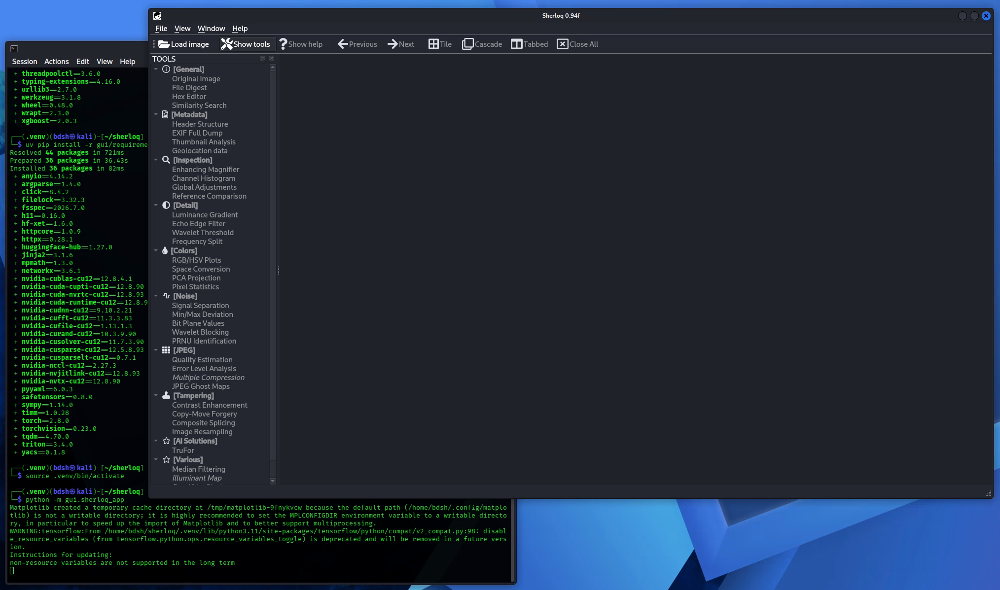 Sherloq 0.94f
File View Window Help
Load image Show tools Show help Previous Next Tile Cascade Tabbed Close All
TOOLS
[General]
Original Image
File Digest
Hex Editor
Similarity Search
[Metadata]
Header Structure
EXIF Full Dump
Thumbnail Analysis
Geolocation data
[Inspection]
Enhancing Magnifier
Channel Histogram
Global Adjustments
Reference Comparison
[Detail]
Luminance Gradient
Echo Edge Filter
Wavelet Threshold
Frequency Split
[Colors]
RGB/HSV Plots
Space Conversion
PCA Projection
Pixel Statistics
[Noise]
Signal Separation
Min/Max Deviation
Bit Plane Values
Wavelet Blocking
PRNU Identification
[JPEG]
Quality Estimation
Error Level Analysis
Multiple Compression
JPEG Ghost Maps
[Tampering]
Contrast Enhancement
Copy-Move Forgery
Composite Splicing
Image Resampling
[AI Solutions]
TruFor
[Various]
Median Filtering
Illuminant Map
Session Actions Edit View Help
+ threadpoolctl==3.6.0
+ typing-extensions==4.16.0
+ urllib3==2.7.0
+ werkzeug==3.1.8
+ wheel==0.48.0
+ wrapt==2.3.0
+ xgboost==2.0.3
(.venv)(bdsh㉿kali)-[~/sherloq]
$ uv pip install -r gui/requireme
Resolved 44 packages in 721ms
Prepared 36 packages in 36.43s
Installed 36 packages in 82ms
+ anyio==4.14.2
+ argparse==1.4.0
+ click==8.4.2
+ filelock==3.32.3
+ fsspec==2026.7.0
+ h11==0.16.0
+ hf-xet==1.6.0
+ httpcore==1.0.9
+ httpx==0.28.1
+ huggingface-hub==1.27.0
+ jinja2==3.1.6
+ mpmath==1.3.0
+ networkx==3.6.1
+ nvidia-cublas-cu12==12.8.4.1
+ nvidia-cuda-cupti-cu12==12.8.90
+ nvidia-cuda-nvrtc-cu12==12.8.93
+ nvidia-cuda-runtime-cu12==12.8.9
+ nvidia-cudnn-cu12==9.10.2.21
+ nvidia-cufft-cu12==11.3.3.83
+ nvidia-cufile-cu12==1.13.1.3
+ nvidia-curand-cu12==10.3.9.90
+ nvidia-cusolver-cu12==11.7.3.90
+ nvidia-cusparse-cu12==12.5.8.93
+ nvidia-cusparselt-cu12==0.7.1
+ nvidia-nccl-cu12==2.27.3
+ nvidia-nvjitlink-cu12==12.8.93
+ nvidia-nvtx-cu12==12.8.90
+ pyyaml==6.0.3
+ safetensors==0.8.0
+ sympy==1.14.0
+ timm==1.0.28
+ torch==2.8.0
+ torchvision==0.23.0
+ tqdm==4.70.0
+ triton==3.4.0
+ yacs==0.1.8
(.venv)(bdsh㉿kali)-[~/sherloq]
$ source .venv/bin/activate
(.venv)(bdsh㉿kali)-[~/sherloq]
$ python -m gui.sherloq_app
Matplotlib created a temporary cache directory at /tmp/matplotlib-9fnykvcw because the default path (/home/bdsh/.config/matplo
tlib) is not a writable directory; it is highly recommended to set the MPLCONFIGDIR environment variable to a writable directo
ry, in particular to speed up the import of Matplotlib and to better support multiprocessing.
WARNING:tensorflow:From /home/bdsh/sherloq/.venv/lib/python3.11/site-packages/tensorflow/python/compat/v2_compat.py:98: disabl
e_resource_variables (from tensorflow.python.ops.resource_variables_toggle) is deprecated and will be removed in a future vers
ion.
Instructions for updating:
non-resource variables are not supported in the long term